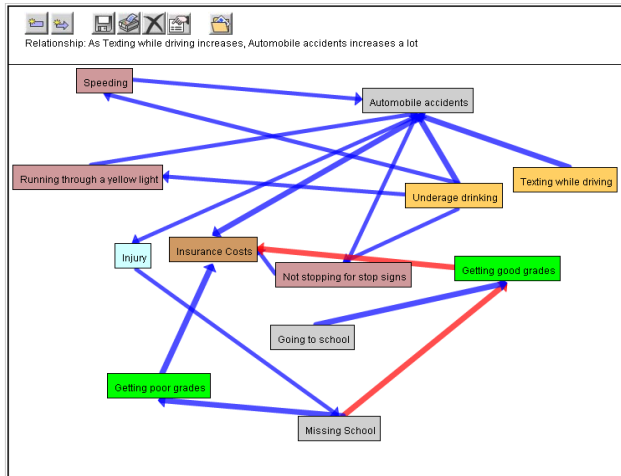 Relationship: As Texting while driving increases, Automobile accidents increases a lot
Speeding
Automobile accidents
Running through a yellow light
Texting while driving
Underage drinking
Injury
Insurance Costs
Not stopping for stop signs
Getting good grades
Going to school
Getting poor grades
Missing School